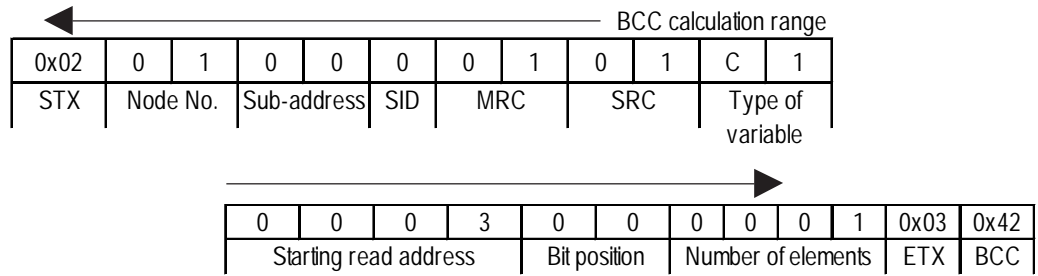 BCC calculation range
0x02 0 1 0 0 0 0 1 0 1 C 1
STX Node No. Sub-address SID MRC SRC Type of
variable
0 0 0 3 0 0 0 0 0 1 0x03 0x42
Starting read address Bit position Number of elements ETX BCC